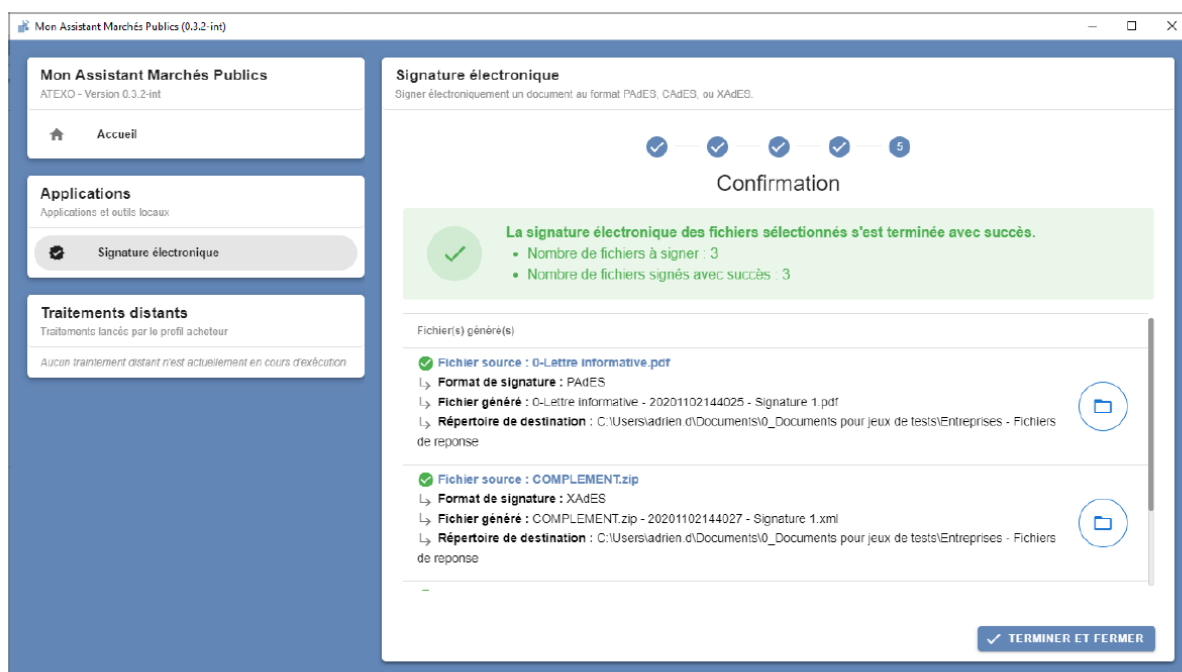 Mon Assistant Marchés Publics (0.3.2-int)
Mon Assistant Marchés Publics
ATEXO - Version 0.3.2-int
Accueil
Applications
Applications et outils locaux
Signature électronique
Traitements distants
Traitements lancés par le profil acheteur
Aucun traintement distant n'est actuellement en cours d'exécution
Signature électronique
Signer électroniquement un document au format PAdES, CAdES, ou XAdES.
5
Confirmation
La signature électronique des fichiers sélectionnés s'est terminée avec succès.
• Nombre de fichiers à signer : 3
• Nombre de fichiers signés avec succès : 3
Fichier(s) généré(s)
Fichier source : 0-Lettre informative.pdf
↳ Format de signature : PAdES
↳ Fichier généré : 0-Lettre informative - 20201102144025 - Signature 1.pdf
↳ Répertoire de destination : C:\Users\adrien.d\Documents\0_Documents pour jeux de tests\Entreprises - Fichiers
de reponse
Fichier source : COMPLEMENT.zip
↳ Format de signature : XAdES
↳ Fichier généré : COMPLEMENT.zip - 20201102144027 - Signature 1.xml
↳ Répertoire de destination : C:\Users\adrien.d\Documents\0_Documents pour jeux de tests\Entreprises - Fichiers
de reponse
TERMINER ET FERMER